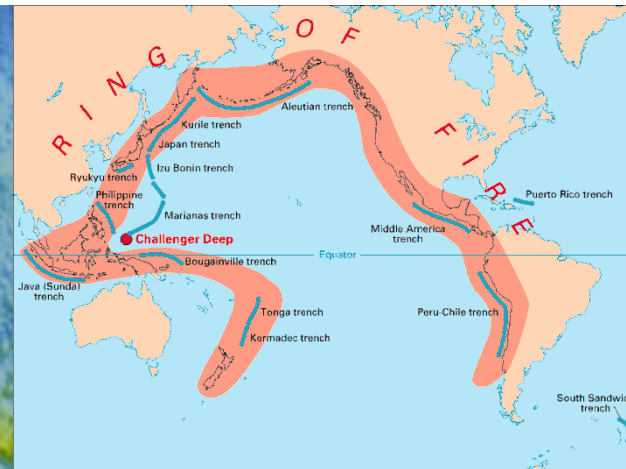 RING OF FIRE
Aleutian trench
Kurile trench
Japan trench
Izu Bonin trench
Ryukyu trench
Philippine
trench
Marianas trench
Challenger Deep
Bougainville trench
Equator
Java (Sunda)
trench
Tonga trench
Kermadec trench
Middle America
trench
Puerto Rico trench
Peru-Chile trench
South Sandwic
trench